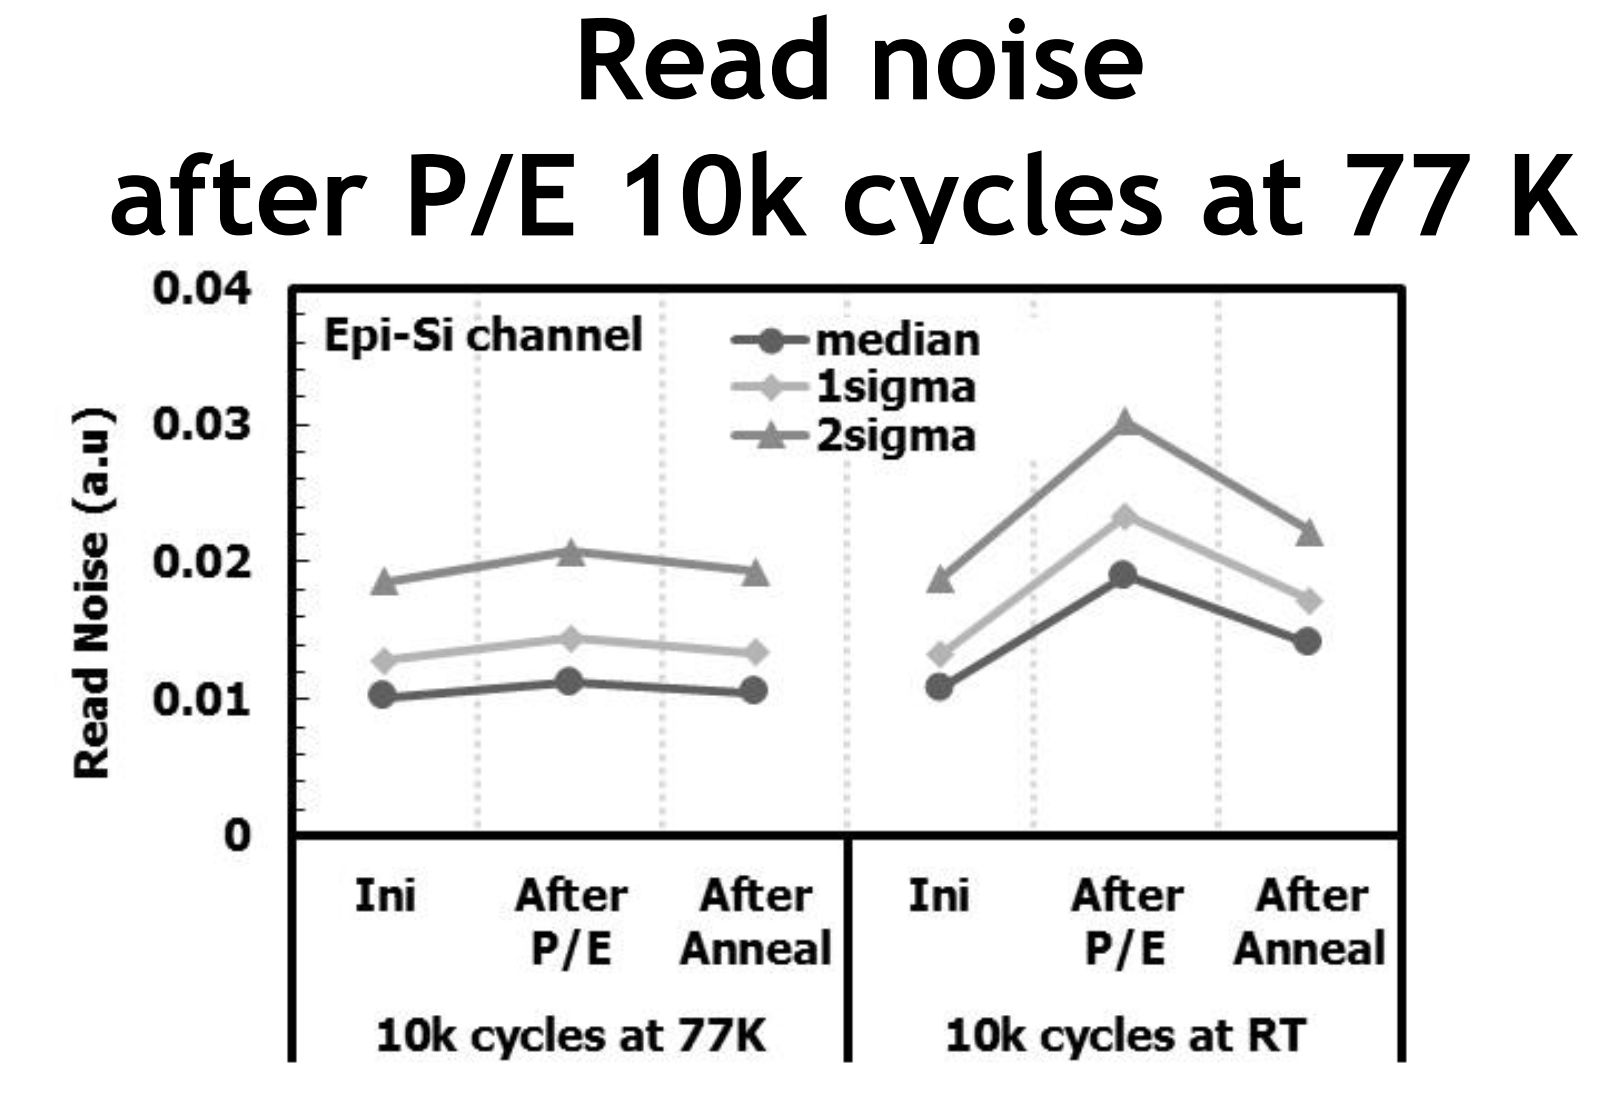 Read noise
after P/E 10k cycles at 77 K
0.04
0.03
0.02
0.01
0
Read Noise (a.u)
Epi-Si channel
median
1sigma
2sigma
Ini
After
P/E
After
Anneal
Ini
After
P/E
After
Anneal
10k cycles at 77K
10k cycles at RT